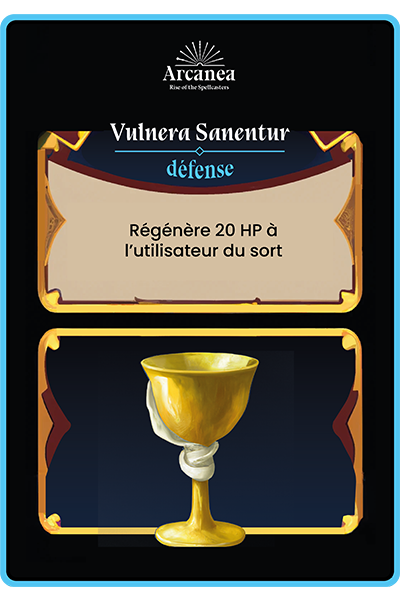 Arcanea
Rise of the Spellcasters
Vulnera Sanentur
défense
Régénère 20 HP à
l'utilisateur du sort